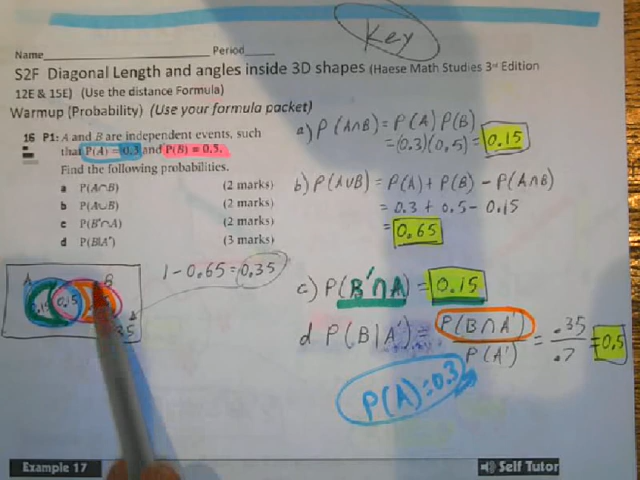 Key
Name Period
S2F Diagonal Length and angles inside 3D shapes (Haese Math Studies 3rd Edition
12E & 15E) (Use the distance Formula)
Warmup (Probability) (Use your formula packet)
16 P1: A and B are independent events, such
that P(A) = 0.3 and P(B) = 0.5.
Find the following probabilities.
a P(A∩B) (2 marks)
b P(A∪B) (2 marks)
c P(B'∩A) (2 marks)
d P(B|A') (3 marks)
a) P(A∩B) = P(A) P(B)
= (0.3)(0.5) = 0.15
b) P(A∪B) = P(A) + P(B) - P(A∩B)
= 0.3 + 0.5 - 0.15
= 0.65
1 - 0.65 = 0.35
A B
0.15
c) P(B'∩A) = 0.15
d P(B|A') = P(B∩A') / P(A') = .35 / .7 = 0.5
P(A) = 0.3
Example 17
Self Tutor